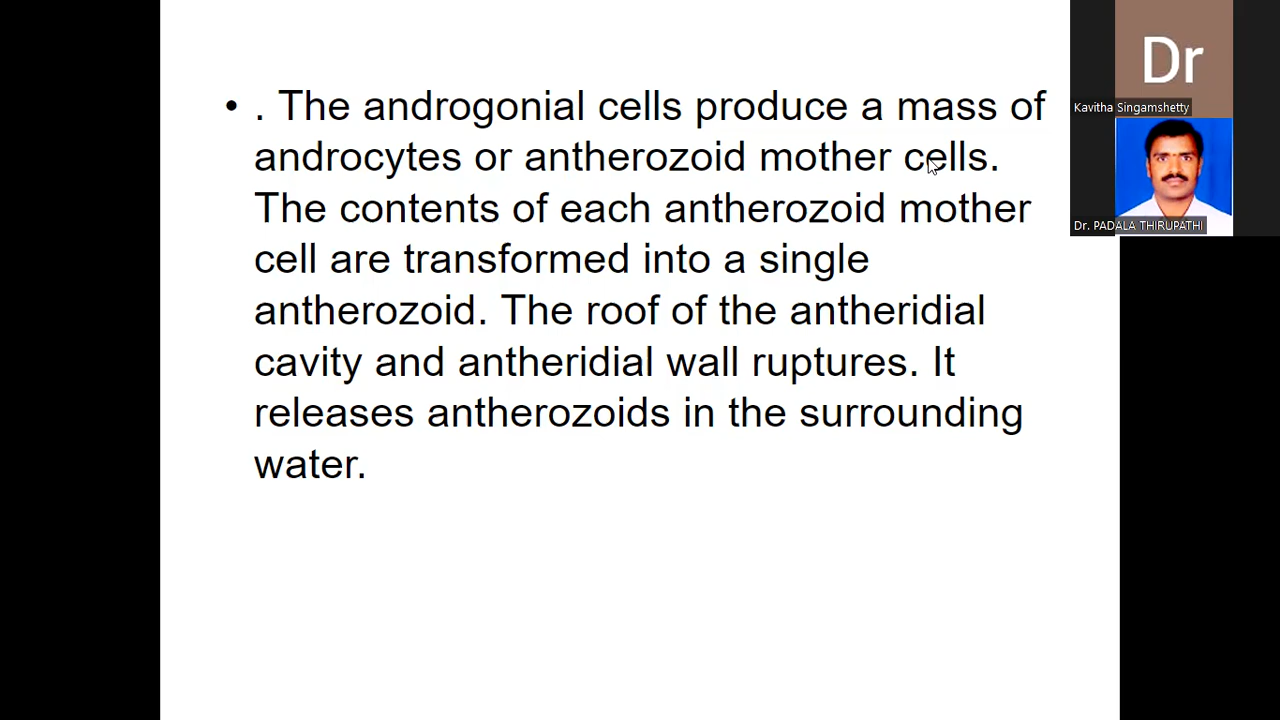 • . The androgonial cells produce a mass of
androcytes or antherozoid mother cells.
The contents of each antherozoid mother
cell are transformed into a single
antherozoid. The roof of the antheridial
cavity and antheridial wall ruptures. It
releases antherozoids in the surrounding
water.
Dr
Kavitha Singamshetty
Dr. PADALA THIRUPATHI